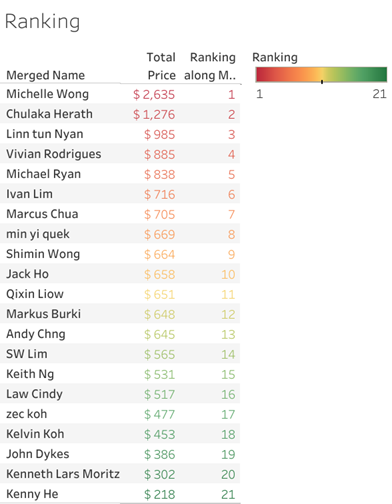 Ranking
Total Ranking Ranking
Merged Name Price along M..
1 21
Michelle Wong $ 2,635 1
Chulaka Herath $ 1,276 2
Linn tun Nyan $ 985 3
Vivian Rodrigues $ 885 4
Michael Ryan $ 838 5
Ivan Lim $ 716 6
Marcus Chua $ 705 7
min yi quek $ 669 8
Shimin Wong $ 664 9
Jack Ho $ 658 10
Qixin Liow $ 651 11
Markus Burki $ 648 12
Andy Chng $ 645 13
SW Lim $ 565 14
Keith Ng $ 531 15
Law Cindy $ 517 16
zec koh $ 477 17
Kelvin Koh $ 453 18
John Dykes $ 386 19
Kenneth Lars Moritz $ 302 20
Kenny He $ 218 21